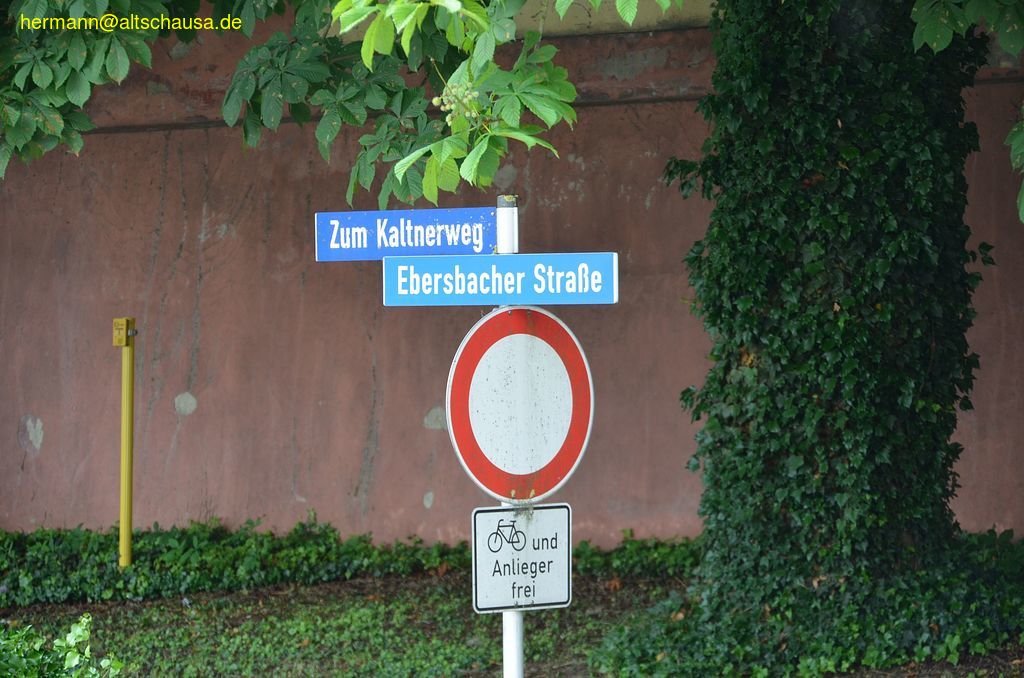 hermann@altschausa.de
Zum Kaltnerweg
Ebersbacher Straße
und
Anlieger
frei